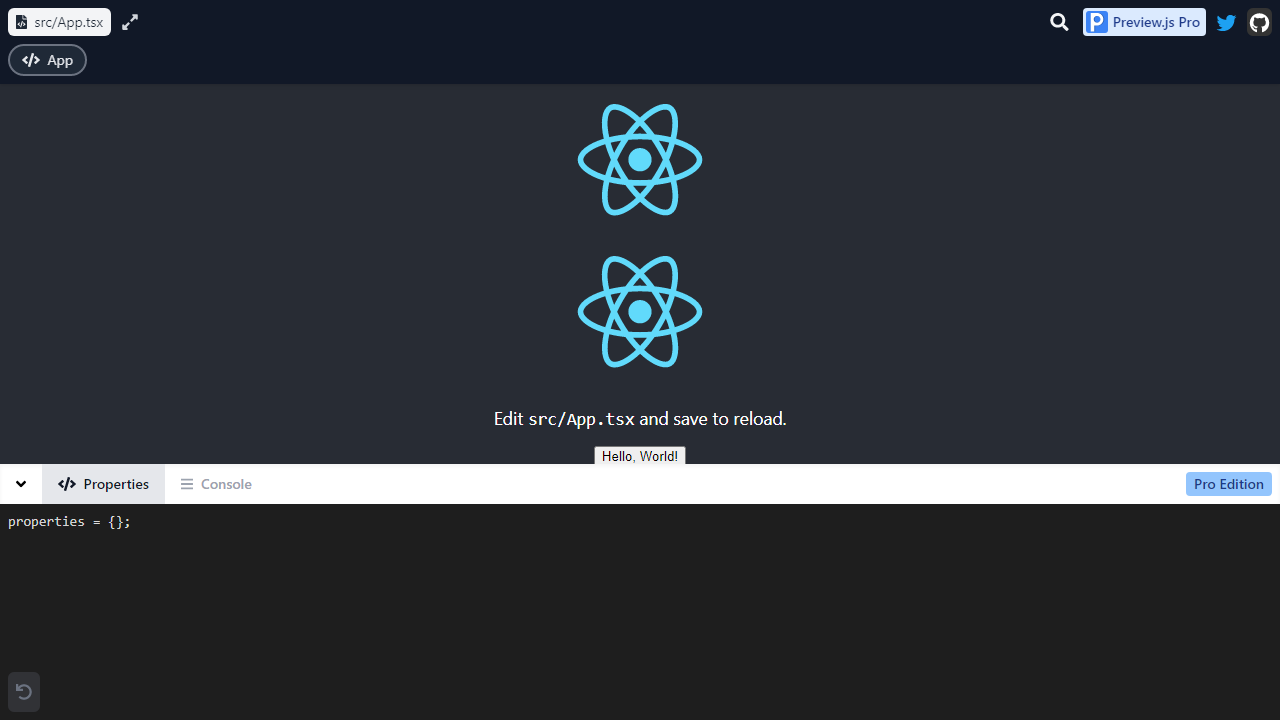 src/App.tsx
Preview.js Pro
App
Edit src/App.tsx and save to reload.
Hello, World!
Properties
Console
Pro Edition
properties = {};